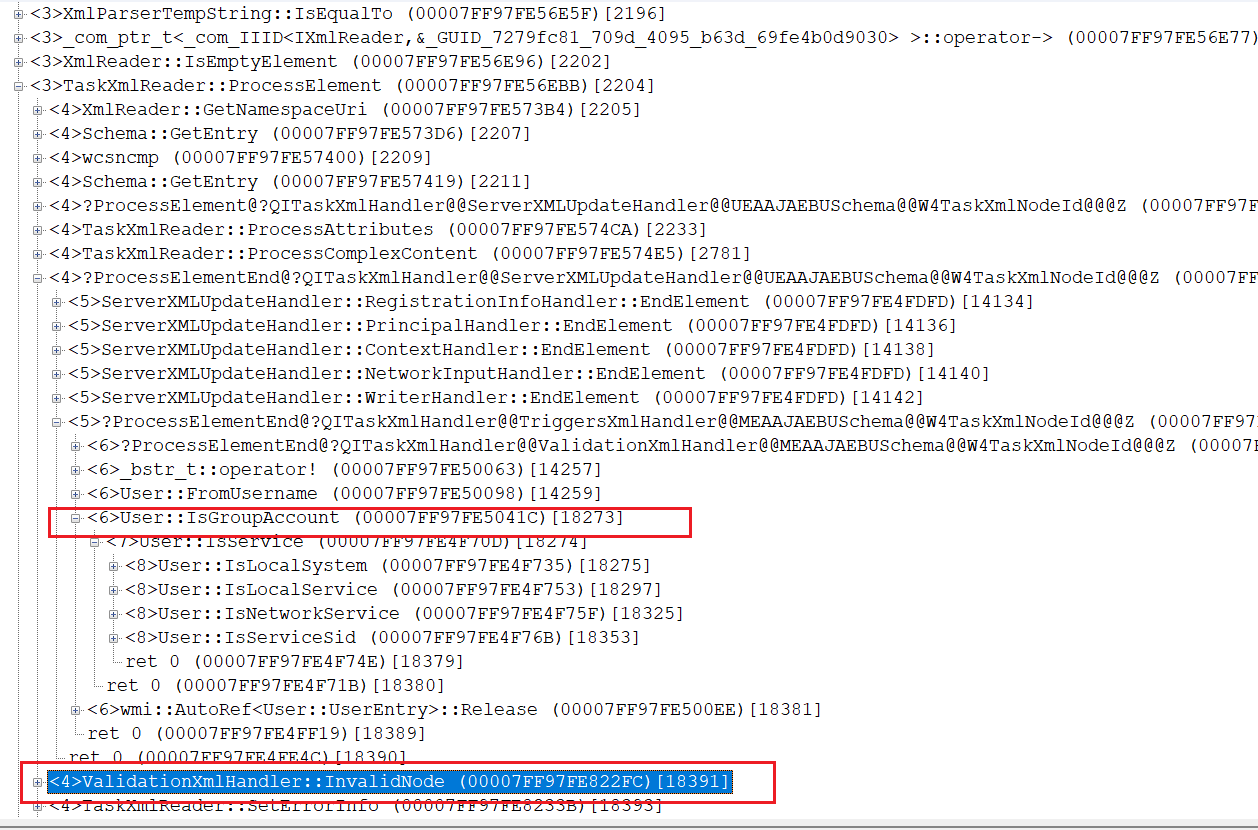 <3>XmlParserTempString::IsEqualTo (00007FF97FE56E5F)[2196]
<3>_com_ptr_t<_com_IIID<IXmlReader,&_GUID_7279fc81_709d_4095_b63d_69fe4b0d9030> >::operator-> (00007FF97FE56E77)
<3>XmlReader::IsEmptyElement (00007FF97FE56E96)[2202]
<3>TaskXmlReader::ProcessElement (00007FF97FE56EBB)[2204]
<4>XmlReader::GetNamespaceUri (00007FF97FE573B4)[2205]
<4>Schema::GetEntry (00007FF97FE573D6)[2207]
<4>wcsncmp (00007FF97FE57400)[2209]
<4>Schema::GetEntry (00007FF97FE57419)[2211]
<4>?ProcessElement@?QITaskXmlHandler@@ServerXMLUpdateHandler@@UEAAJAEBUSchema@@W4TaskXmlNodeId@@@Z (00007FF97F
<4>TaskXmlReader::ProcessAttributes (00007FF97FE574CA)[2233]
<4>TaskXmlReader::ProcessComplexContent (00007FF97FE574E5)[2781]
<4>?ProcessElementEnd@?QITaskXmlHandler@@ServerXMLUpdateHandler@@UEAAJAEBUSchema@@W4TaskXmlNodeId@@@Z (00007FF
<5>ServerXMLUpdateHandler::RegistrationInfoHandler::EndElement (00007FF97FE4FDFD)[14134]
<5>ServerXMLUpdateHandler::PrincipalHandler::EndElement (00007FF97FE4FDFD)[14136]
<5>ServerXMLUpdateHandler::ContextHandler::EndElement (00007FF97FE4FDFD)[14138]
<5>ServerXMLUpdateHandler::NetworkInputHandler::EndElement (00007FF97FE4FDFD)[14140]
<5>ServerXMLUpdateHandler::WriterHandler::EndElement (00007FF97FE4FDFD)[14142]
<5>?ProcessElementEnd@?QITaskXmlHandler@@TriggersXmlHandler@@MEAAJAEBUSchema@@W4TaskXmlNodeId@@@Z (00007FF97
<6>?ProcessElementEnd@?QITaskXmlHandler@@ValidationXmlHandler@@MEAAJAEBUSchema@@W4TaskXmlNodeId@@@Z (00007F
<6>_bstr_t::operator! (00007FF97FE50063)[14257]
<6>User::FromUsername (00007FF97FE50098)[14259]
<6>User::IsGroupAccount (00007FF97FE5041C)[18273]
<7>User::IsService (00007FF97FE4F70D)[18274]
<8>User::IsLocalSystem (00007FF97FE4F735)[18275]
<8>User::IsLocalService (00007FF97FE4F753)[18297]
<8>User::IsNetworkService (00007FF97FE4F75F)[18325]
<8>User::IsServiceSid (00007FF97FE4F76B)[18353]
ret 0 (00007FF97FE4F74E)[18379]
ret 0 (00007FF97FE4F71B)[18380]
<6>wmi::AutoRef<User::UserEntry>::Release (00007FF97FE500EE)[18381]
ret 0 (00007FF97FE4FF19)[18389]
ret 0 (00007FF97FE4FE4C)[18390]
<4>ValidationXmlHandler::InvalidNode (00007FF97FE822FC)[18391]
<4>TaskXmlReader::SetErrorInfo (00007FF97FE8233B)[18393]